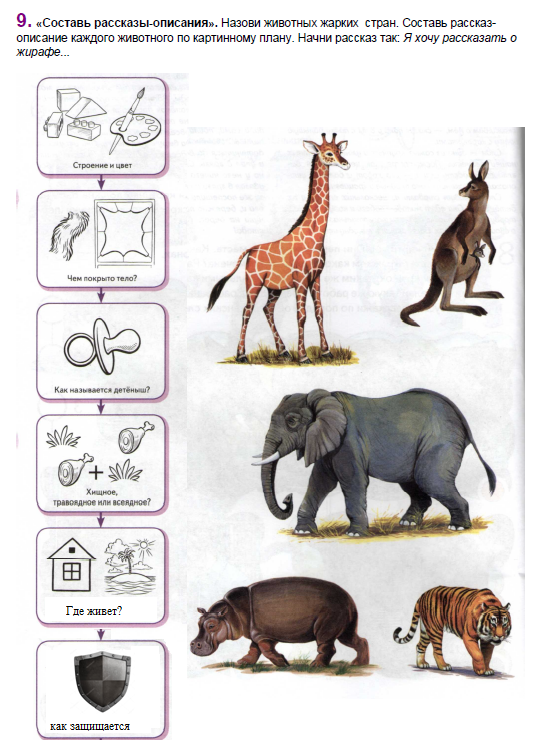 9. «Составь рассказы-описания». Назови животных жарких стран. Составь рассказ-
описание каждого животного по картинному плану. Начни рассказ так: Я хочу рассказать о
жирафе...
Строение и цвет
Чем покрыто тело?
Как называется детёныш?
Хищное,
травоядное или всеядное?
Где живет?
как защищается